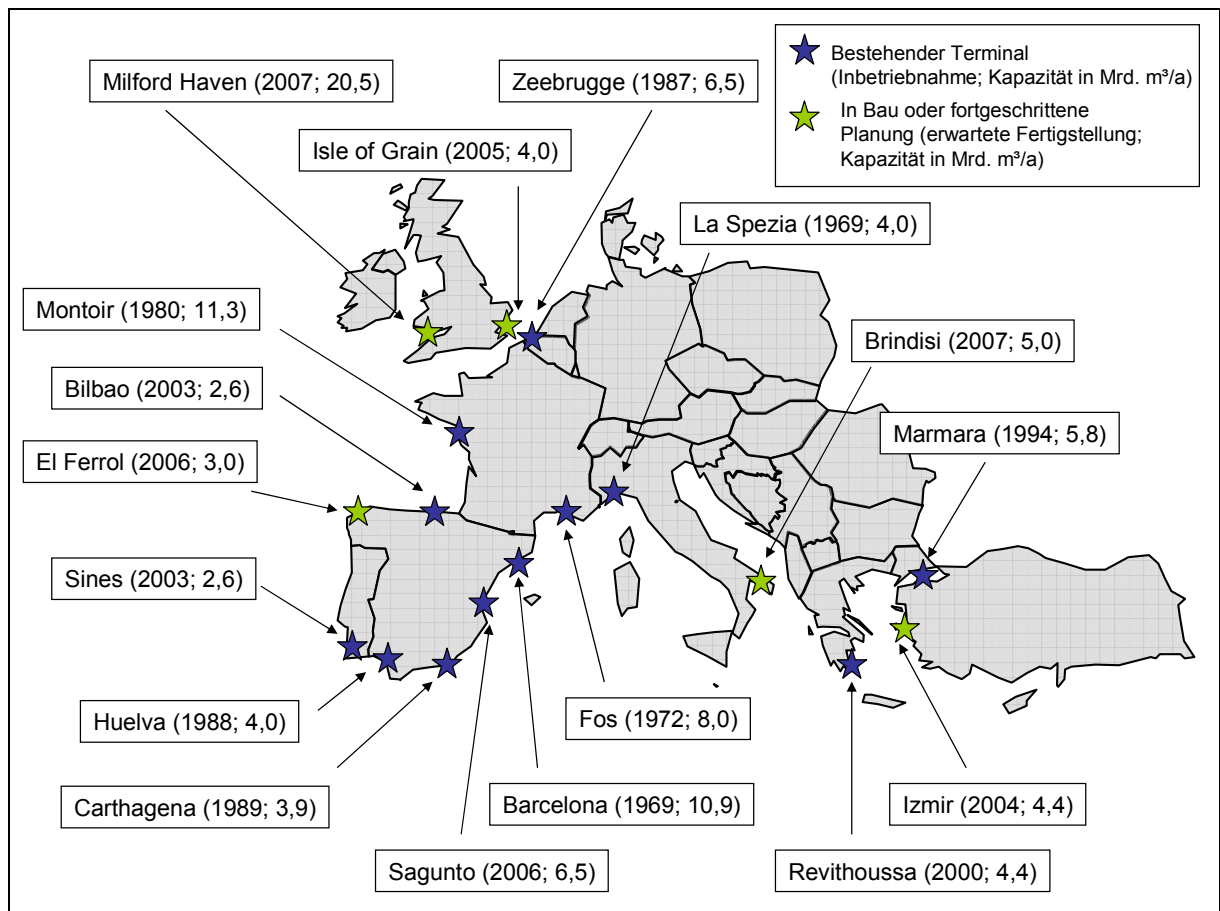 Bestehender Terminal
(Inbetriebnahme; Kapazität in Mrd. m³/a)
In Bau oder fortgeschrittene
Planung (erwartete Fertigstellung;
Kapazität in Mrd. m³/a)
Milford Haven (2007; 20,5)
Zeebrugge (1987; 6,5)
Isle of Grain (2005; 4,0)
La Spezia (1969; 4,0)
Montoir (1980; 11,3)
Brindisi (2007; 5,0)
Bilbao (2003; 2,6)
Marmara (1994; 5,8)
El Ferrol (2006; 3,0)
Sines (2003; 2,6)
Huelva (1988; 4,0)
Fos (1972; 8,0)
Carthagena (1989; 3,9)
Barcelona (1969; 10,9)
Izmir (2004; 4,4)
Sagunto (2006; 6,5)
Revithoussa (2000; 4,4)